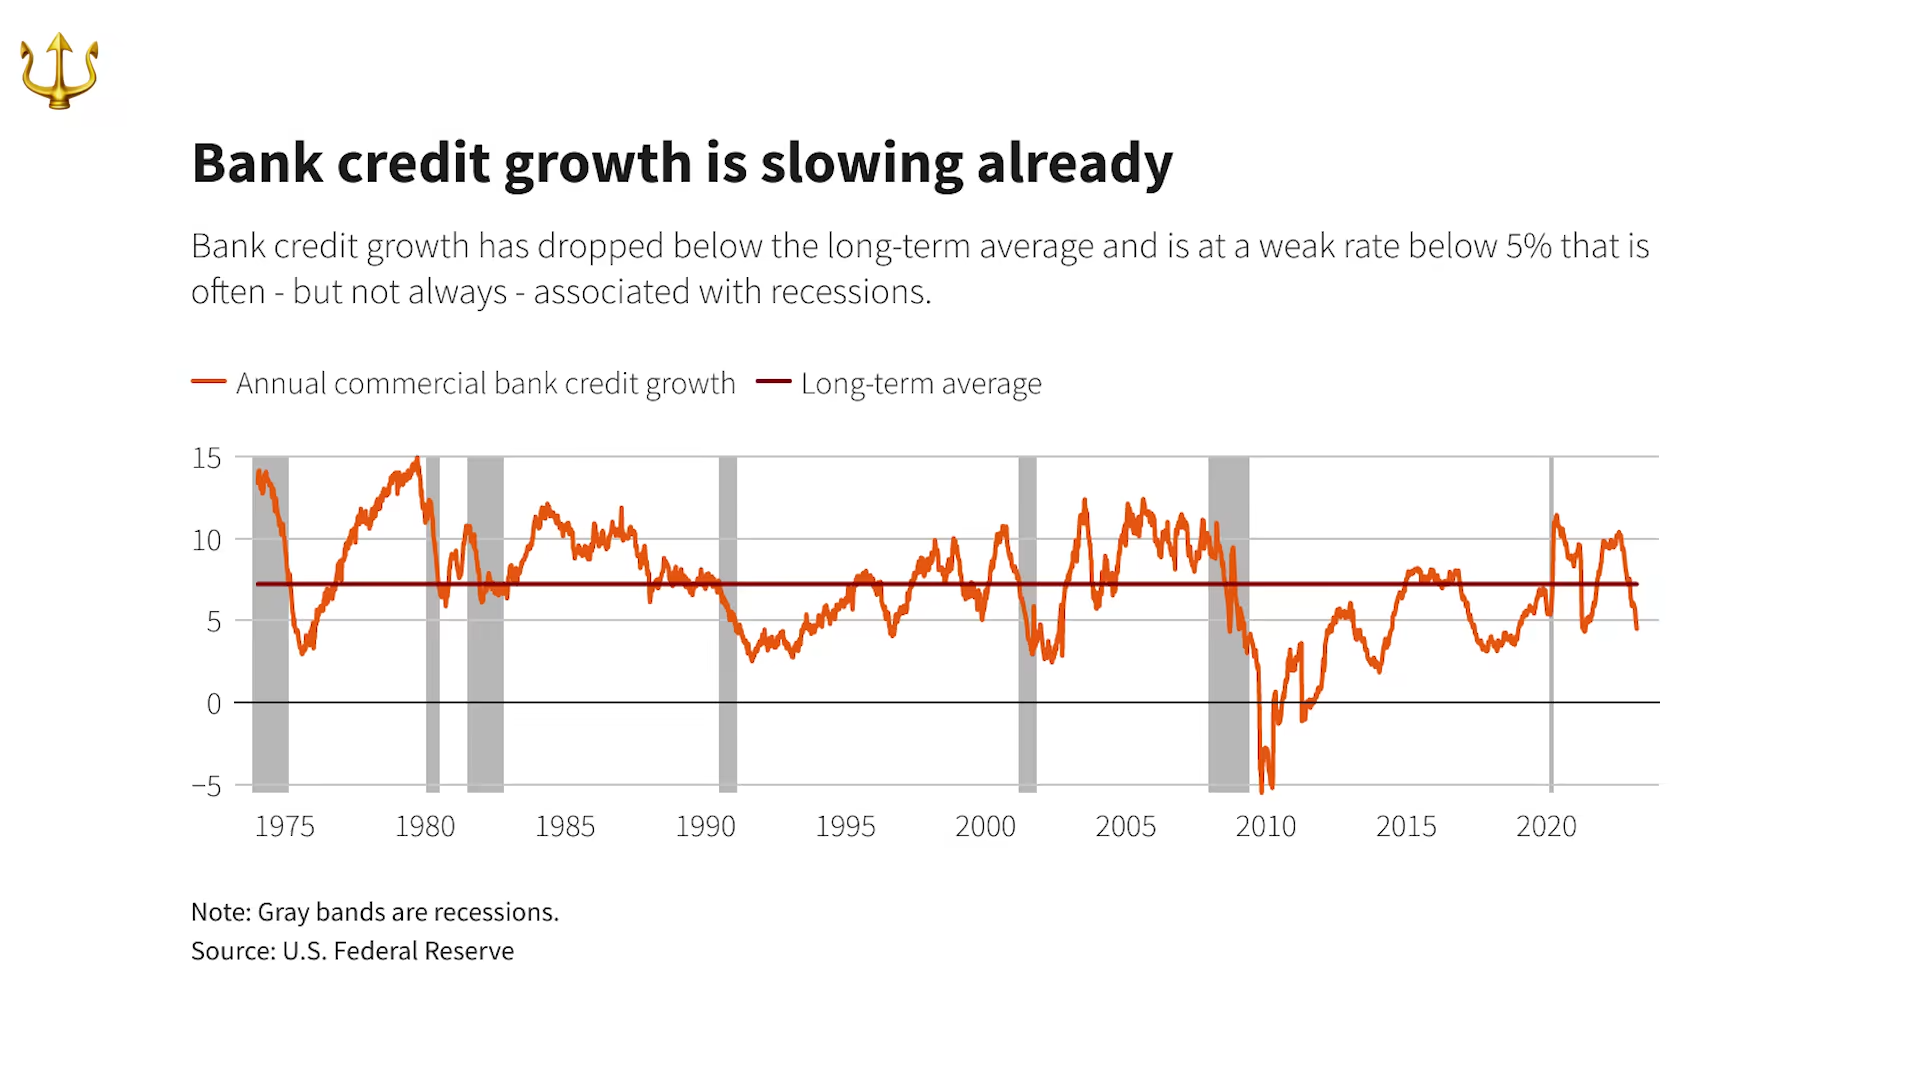 Bank credit growth is slowing already
Bank credit growth has dropped below the long-term average and is at a weak rate below 5% that is
often - but not always - associated with recessions.
Annual commercial bank credit growth
Long-term average
15
10
5
0
−5
1975 1980 1985 1990 1995 2000 2005 2010 2015 2020
Note: Gray bands are recessions.
Source: U.S. Federal Reserve